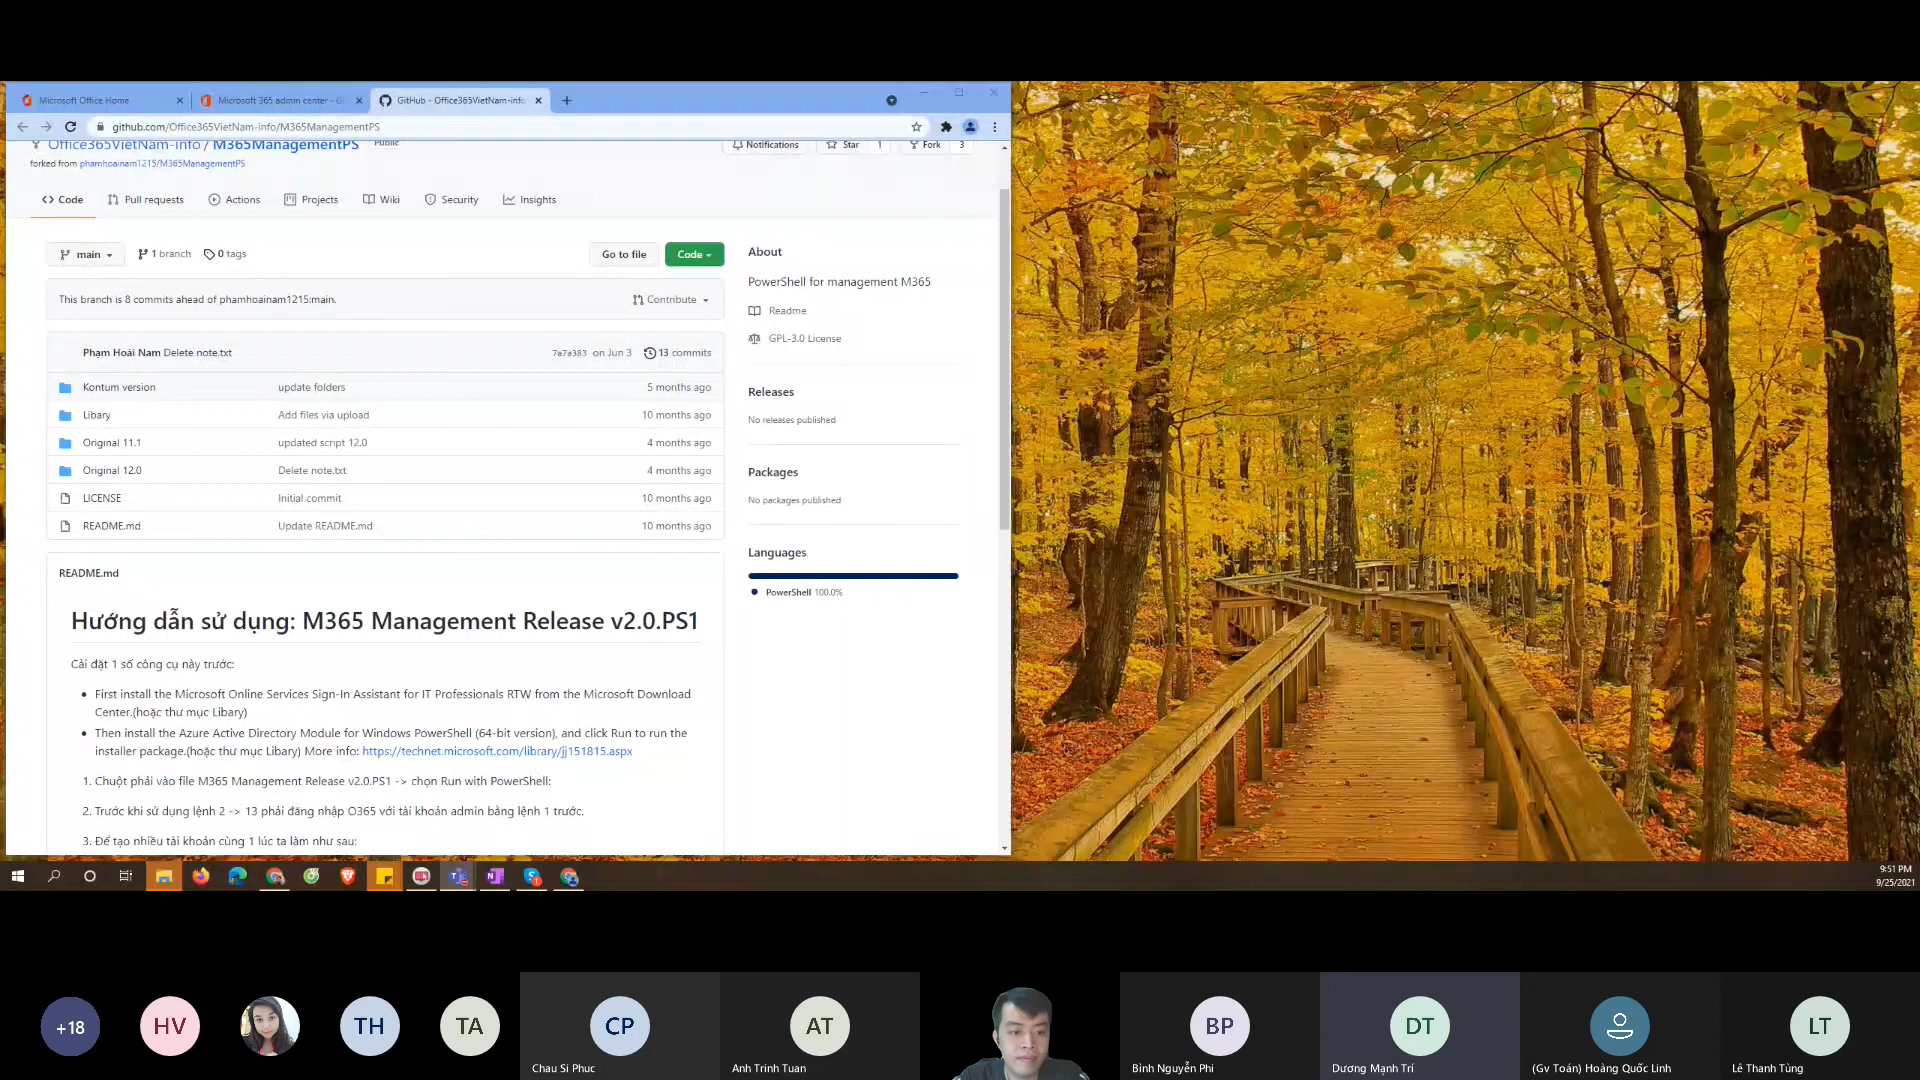 Microsoft Office Home
Microsoft 365 admin center - G
GitHub - Office365VietNam-info
github.com/Office365VietNam-info/M365ManagementPS
Office365VietNam-info / M365ManagementPS Public
Notifications
Star 1
Fork 3
forked from phamhoainam1215/M365ManagementPS
Code
Pull requests
Actions
Projects
Wiki
Security
Insights
main
1 branch
0 tags
Go to file
Code
This branch is 8 commits ahead of phamhoainam1215:main.
Contribute
Phạm Hoài Nam Delete note.txt
7a7a383 on Jun 3
13 commits
Kontum version update folders 5 months ago
Libary Add files via upload 10 months ago
Original 11.1 updated script 12.0 4 months ago
Original 12.0 Delete note.txt 4 months ago
LICENSE Initial commit 10 months ago
README.md Update README.md 10 months ago
README.md
Hướng dẫn sử dụng: M365 Management Release v2.0.PS1
Cài đặt 1 số công cụ này trước:
First install the Microsoft Online Services Sign-In Assistant for IT Professionals RTW from the Microsoft Download
Center.(hoặc thư mục Libary)
Then install the Azure Active Directory Module for Windows PowerShell (64-bit version), and click Run to run the
installer package.(hoặc thư mục Libary) More info: https://technet.microsoft.com/library/jj151815.aspx
1. Chuột phải vào file M365 Management Release v2.0.PS1 -> chọn Run with PowerShell:
2. Trước khi sử dụng lệnh 2 -> 13 phải đăng nhập O365 với tài khoản admin bằng lệnh 1 trước.
3. Để tạo nhiều tài khoản cùng 1 lúc ta làm như sau:
About
PowerShell for management M365
Readme
GPL-3.0 License
Releases
No releases published
Packages
No packages published
Languages
PowerShell 100.0%
9:51 PM
9/25/2021
+18
HV
TH
TA
CP
AT
BP
DT
LT
Chau Si Phuc
Anh Trinh Tuan
Bình Nguyễn Phi
Dương Mạnh Trí
(Gv Toán) Hoàng Quốc Linh
Lê Thanh Tùng